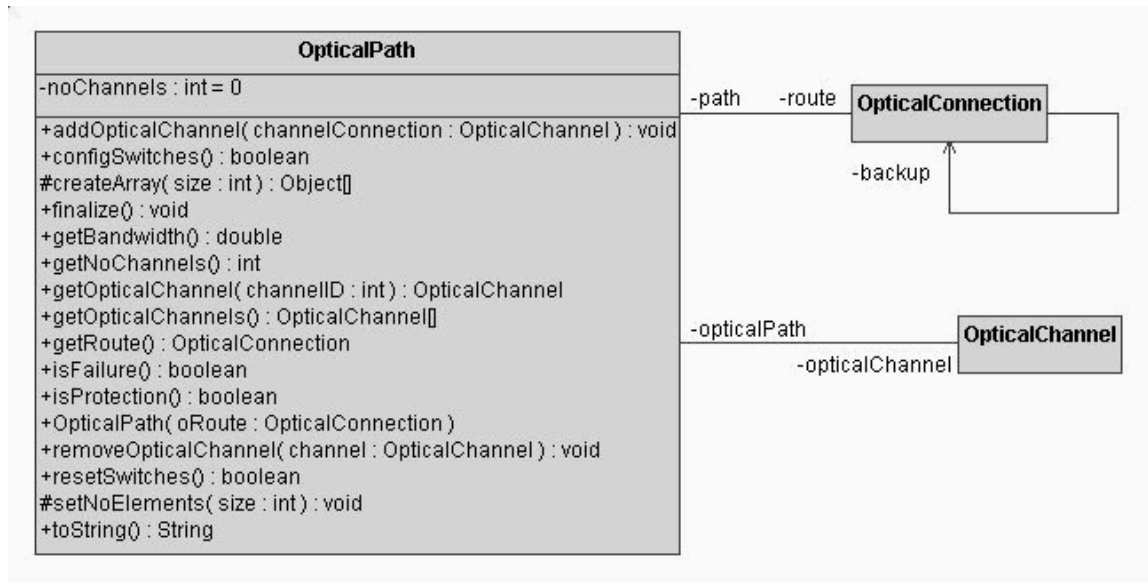 OpticalPath
-noChannels : int = 0
+addOpticalChannel( channelConnection : OpticalChannel ) : void
+configSwitches() : boolean
#createArray( size : int ) : Object[]
+finalize() : void
+getBandwidth() : double
+getNoChannels() : int
+getOpticalChannel( channelID : int ) : OpticalChannel
+getOpticalChannels() : OpticalChannel[]
+getRoute() : OpticalConnection
+isFailure() : boolean
+isProtection() : boolean
+OpticalPath( oRoute : OpticalConnection )
+removeOpticalChannel( channel : OpticalChannel ) : void
+resetSwitches() : boolean
#setNoElements( size : int ) : void
+toString() : String
-path -route
OpticalConnection
-backup
-opticalPath
OpticalChannel
-opticalChannel